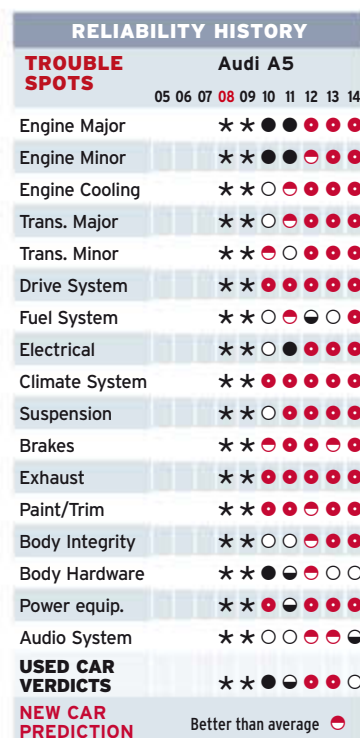 RELIABILITY HISTORY
TROUBLE SPOTS
Audi A5
05 06 07 08 09 10 11 12 13 14
Engine Major
Engine Minor
Engine Cooling
Trans. Major
Trans. Minor
Drive System
Fuel System
Electrical
Climate System
Suspension
Brakes
Exhaust
Paint/Trim
Body Integrity
Body Hardware
Power equip.
Audio System
USED CAR
VERDICTS
NEW CAR
PREDICTION
Better than average